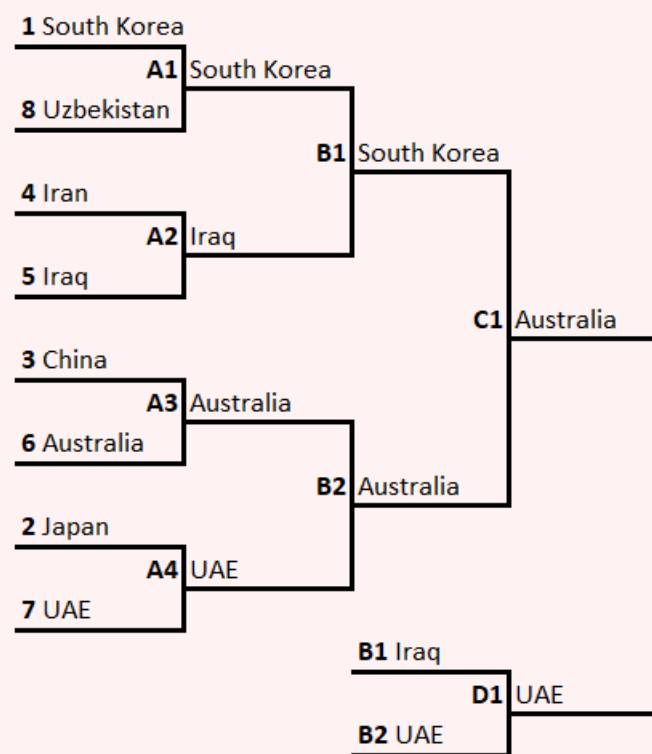 1 South Korea
A1 South Korea
8 Uzbekistan
B1 South Korea
4 Iran
A2 Iraq
5 Iraq
C1 Australia
3 China
A3 Australia
6 Australia
B2 Australia
2 Japan
A4 UAE
7 UAE
B1 Iraq
D1 UAE
B2 UAE